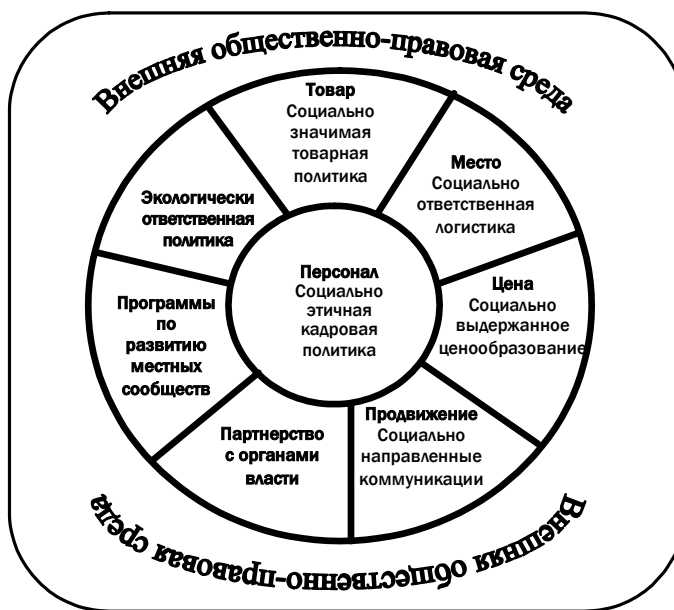 Внешняя общественно-правовая среда
Товар
Социально
значимая
товарная
политика
Место
Социально
ответственная
логистика
Цена
Социально
выдержанное
ценообразование
Продвижение
Социально
направленные
коммуникации
Партнерство
с органами
власти
Программы
по
развитию
местных
сообществ
Экологически
ответственная
политика
Персонал
Социально
этичная
кадровая
политика
Внешняя общественно-правовая среда